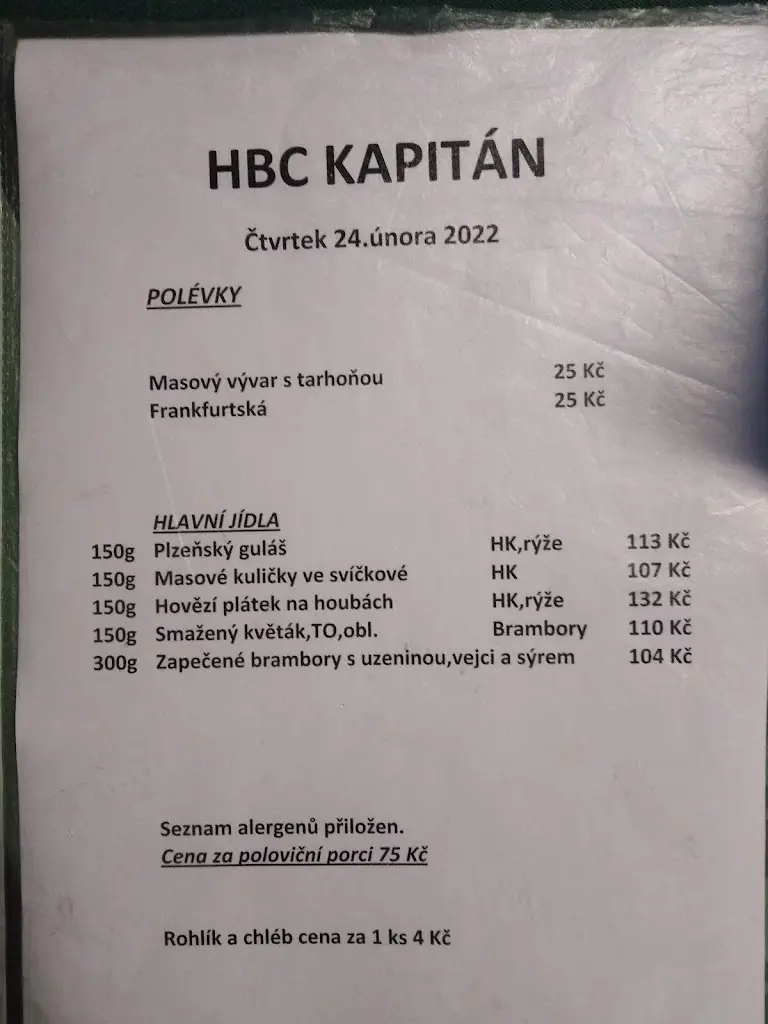 HBC KAPITÁN
Čtvrtek 24.února 2022
POLÉVKY
Masový vývar s tarhoňou 25 Kč
Frankfurtská 25 Kč
HLAVNÍ JÍDLA
150g Plzeňský guláš HK,rýže 113 Kč
150g Masové kuličky ve svíčkové HK 107 Kč
150g Hovězí plátek na houbách HK,rýže 132 Kč
150g Smažený květák,TO,obl. Brambory 110 Kč
300g Zapečené brambory s uzeninou,vejci a sýrem 104 Kč
Seznam alergenů přiložen.
Cena za poloviční porci 75 Kč
Rohlík a chléb cena za 1 ks 4 Kč